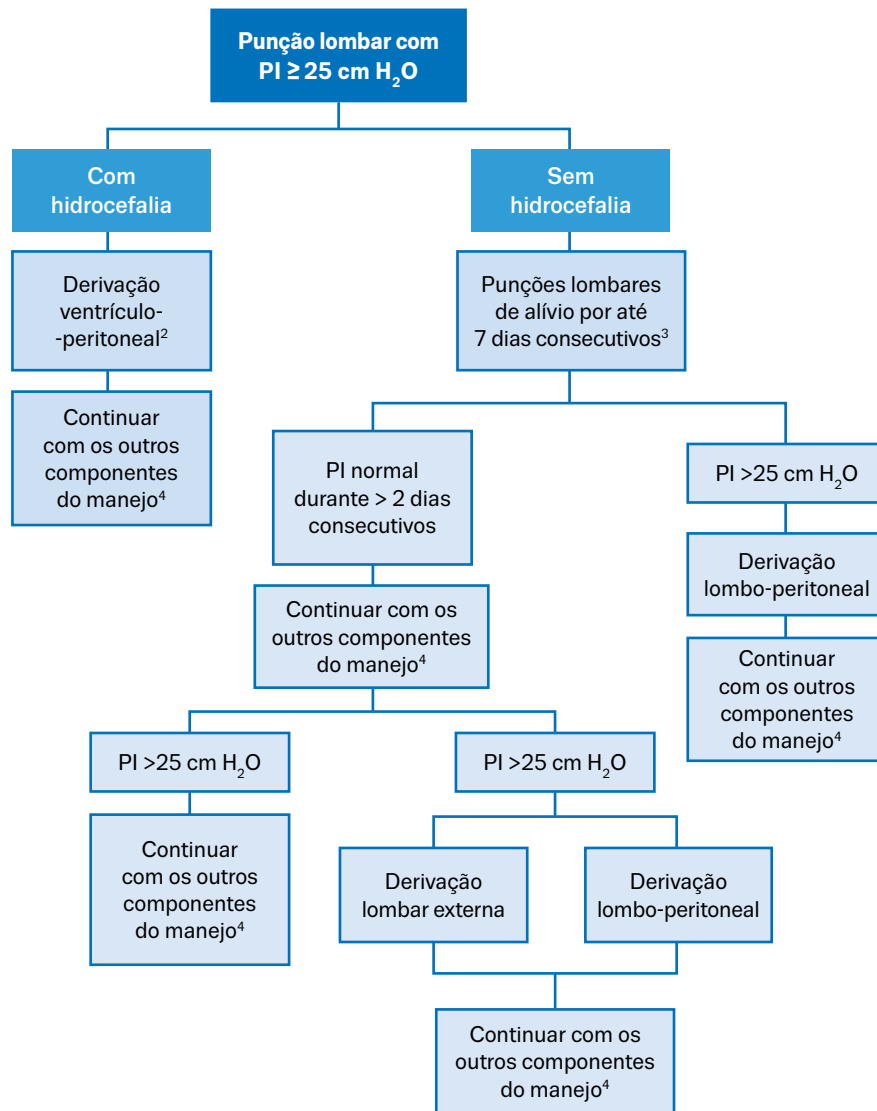 Punção lombar com
PI ≥ 25 cm H₂O
Com
hidrocefalia
Sem
hidrocefalia
Derivação
ventrículo-
-peritoneal²
Punções lombares
de alívio por até
7 dias consecutivos³
Continuar
com os outros
componentes
do manejo⁴
PI normal
durante > 2 dias
consecutivos
PI >25 cm H₂O
Derivação
lombo-peritoneal
Continuar com os
outros componentes
do manejo⁴
Continuar
com os outros
componentes
do manejo⁴
PI >25 cm H₂O
PI >25 cm H₂O
Continuar
com os outros
componentes
do manejo⁴
Derivação
lombar externa
Derivação
lombo-peritoneal
Continuar com os
outros componentes
do manejo⁴